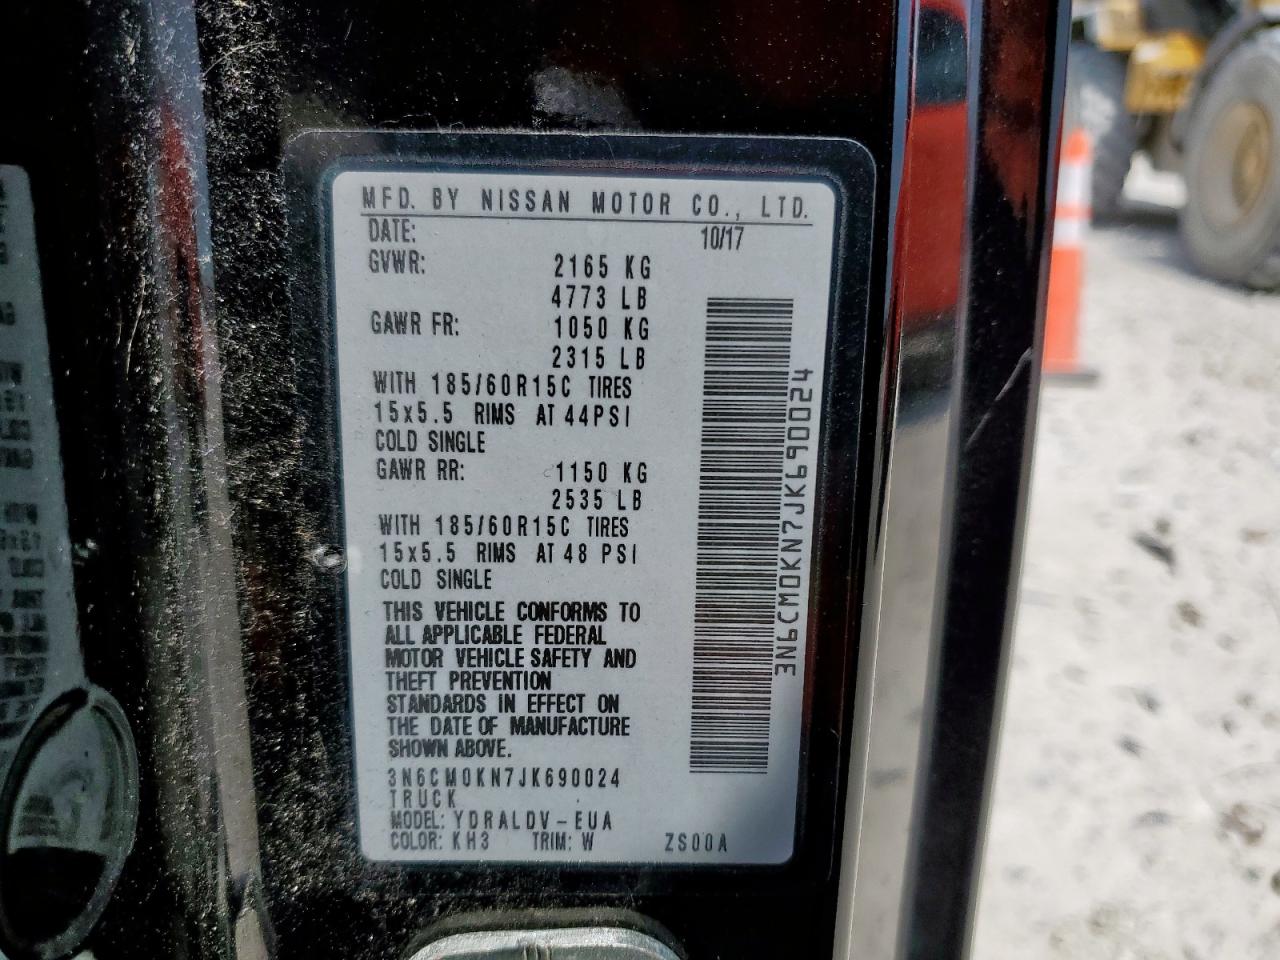 MFD. BY NISSAN MOTOR CO., LTD.
DATE: 10/17
GVWR: 2165 KG
4773 LB
GAWR FR: 1050 KG
2315 LB
WITH 185/60R15C TIRES
15x5.5 RIMS AT 44PSI
COLD SINGLE
GAWR RR: 1150 KG
2535 LB
WITH 185/60R15C TIRES
15x5.5 RIMS AT 48 PSI
COLD SINGLE
THIS VEHICLE CONFORMS TO
ALL APPLICABLE FEDERAL
MOTOR VEHICLE SAFETY AND
THEFT PREVENTION
STANDARDS IN EFFECT ON
THE DATE OF MANUFACTURE
SHOWN ABOVE.
3N6CM0KN7JK690024
TRUCK
MODEL: YDRALDV-EUA
COLOR: KH3 TRIM: W ZS00A
3N6CM0KN7JK690024